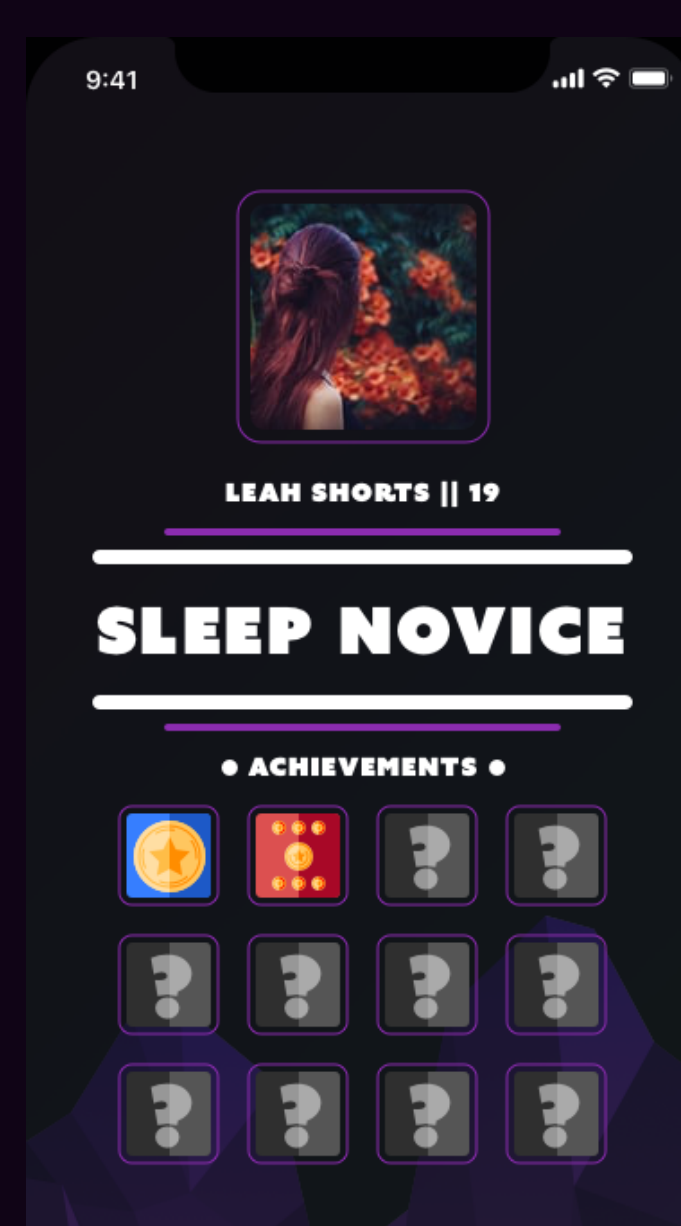 9:41
LEAH SHORTS || 19
SLEEP NOVICE
● ACHIEVEMENTS ●
? ? 
? ? ? ?
? ? ? ?